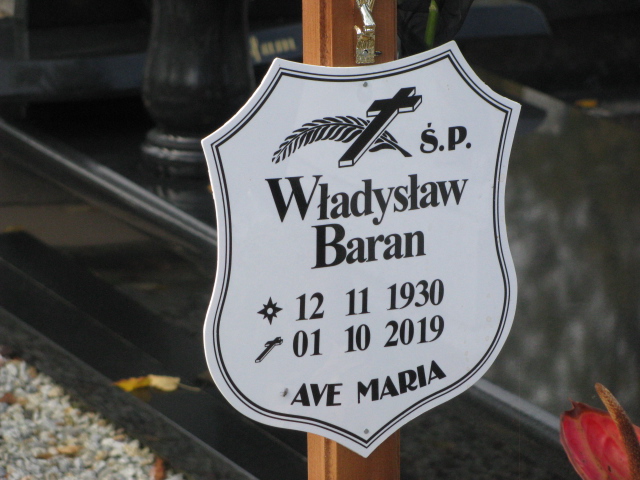 Ś.P.
Władysław
Baran
12 11 1930
01 10 2019
AVE MARIA